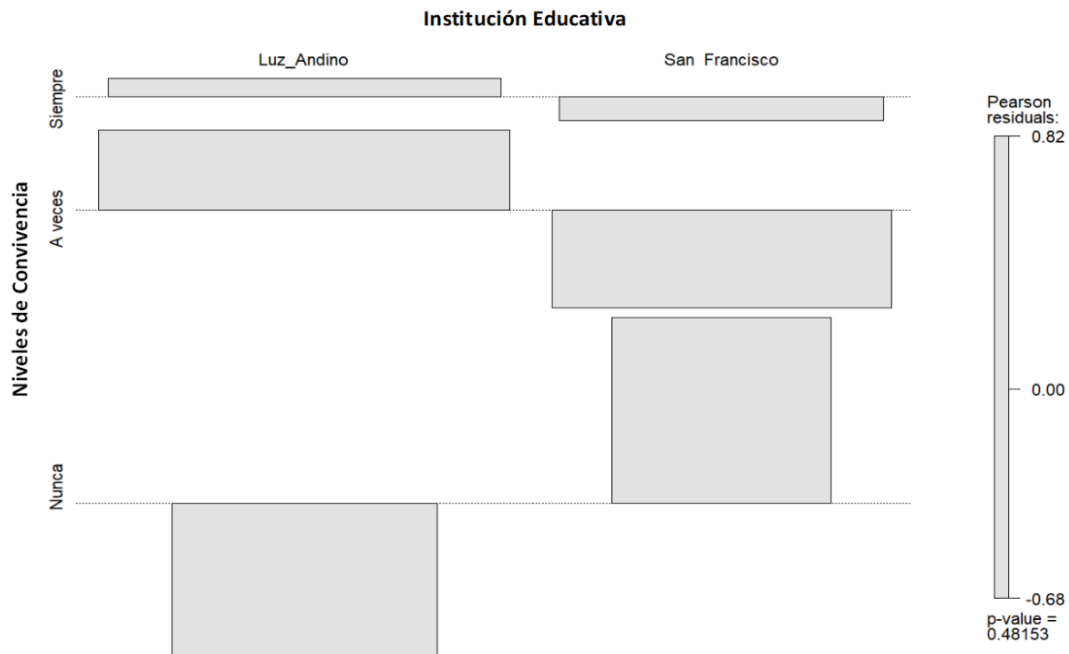 Institución Educativa
Luz_Andino
San Francisco
Niveles de Convivencia
Siempre
A veces
Nunca
Pearson
residuals:
0.82
0.00
-0.68
p-value =
0.48153